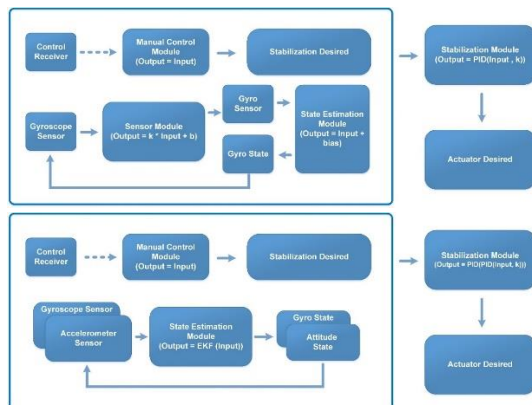 Control
Receiver
Manual Control
Module
(Output = Input)
Stabilization Desired
Stabilization Module
(Output = PID(Input , k))
Gyroscope
Sensor
Sensor Module
(Output = k * Input + b)
Gyro
Sensor
Gyro State
State Estimation
Module
(Output = Input +
bias)
Actuator Desired
Control
Receiver
Manual Control
Module
(Output = Input)
Stabilization Desired
Stabilization Module
(Output = PID(PID(Input, k)))
Gyroscope Sensor
Accelerometer
Sensor
State Estimation
Module
(Output = EKF (Input))
Gyro State
Attitude
State
Actuator Desired